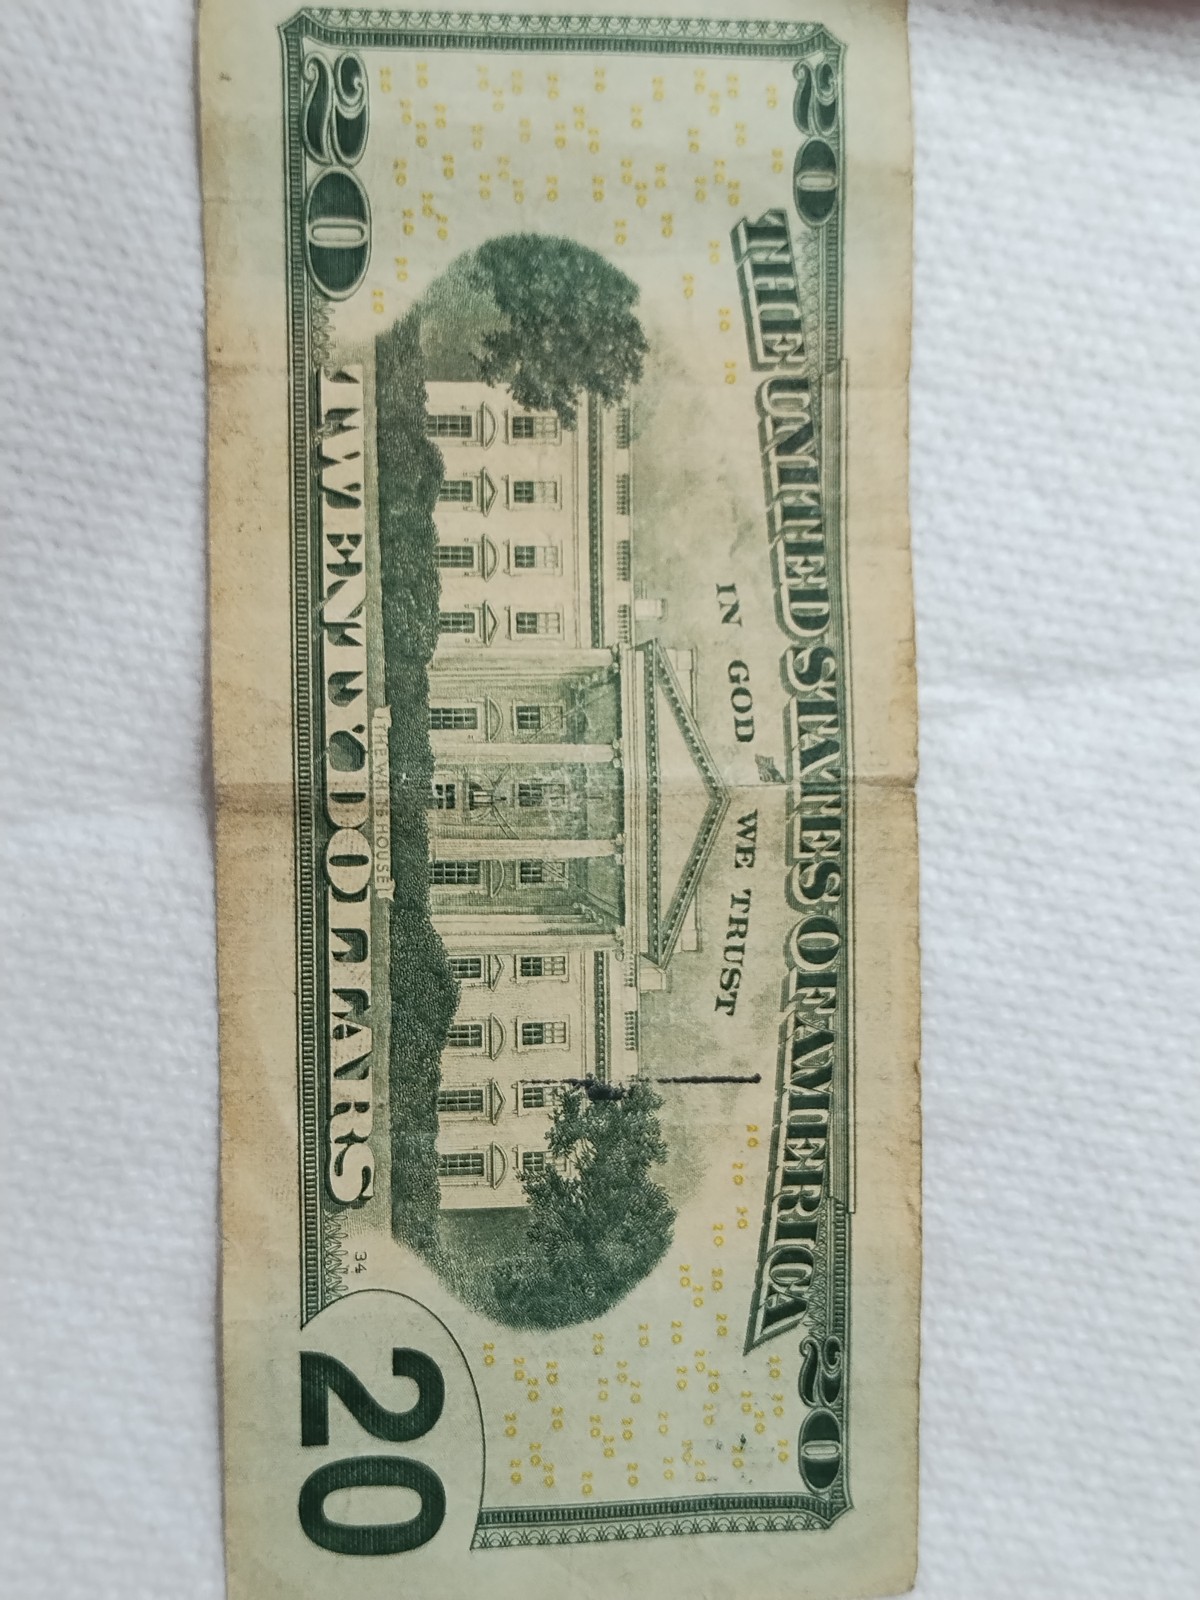 20
20
THE UNITED STATES OF AMERICA
IN GOD WE TRUST
THE WHITE HOUSE
TWENTY DOLLARS
34
20
20